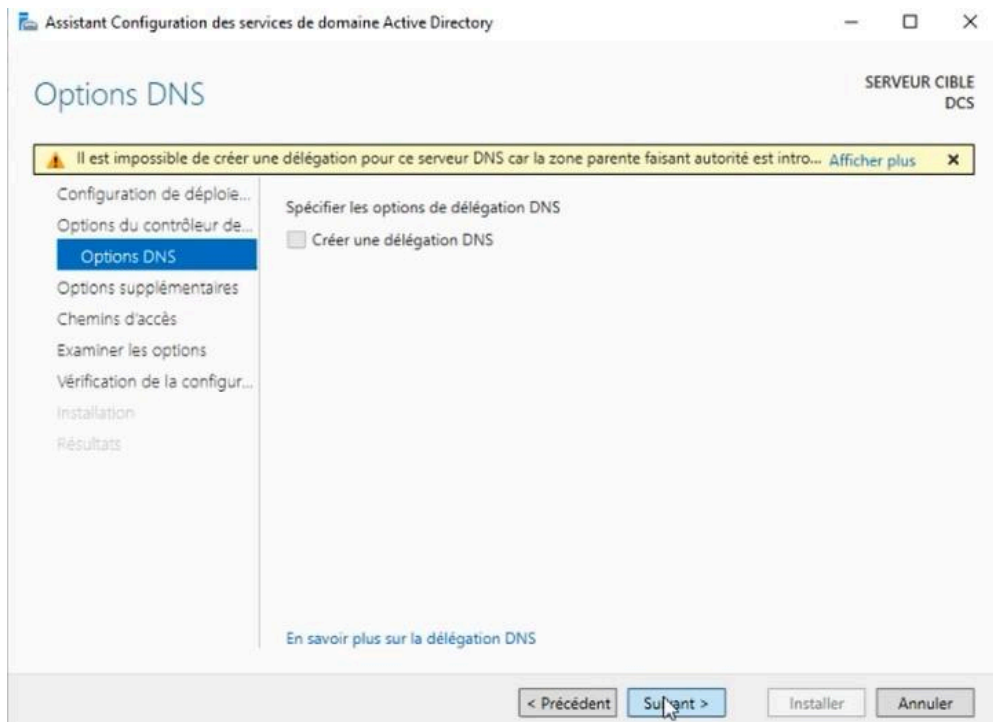 Assistant Configuration des services de domaine Active Directory
Options DNS
SERVEUR CIBLE
DCS
Il est impossible de créer une délégation pour ce serveur DNS car la zone parente faisant autorité est intro... Afficher plus
Configuration de déploie...
Options du contrôleur de...
Options DNS
Options supplémentaires
Chemins d'accès
Examiner les options
Vérification de la configur...
Installation
Résultats
Spécifier les options de délégation DNS
Créer une délégation DNS
En savoir plus sur la délégation DNS
< Précédent Suivant > Installer Annuler